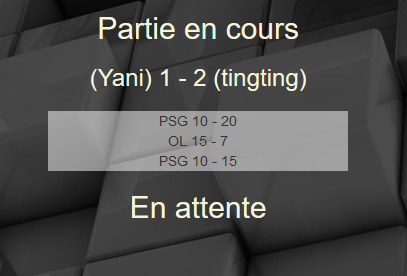 Partie en cours
(Yani) 1 - 2 (tingting)
PSG 10 - 20
OL 15 - 7
PSG 10 - 15
En attente